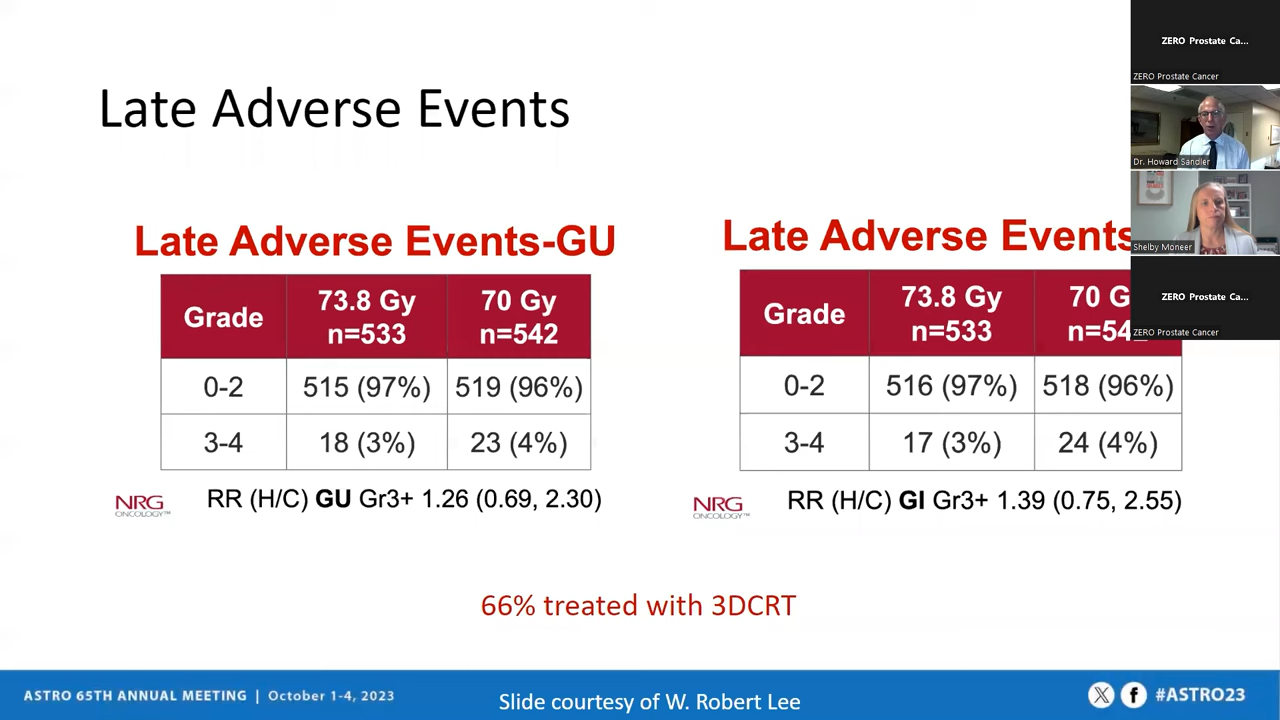 Late Adverse Events
Late Adverse Events-GU
Grade
73.8 Gy
n=533
70 Gy
n=542
0-2
515 (97%)
519 (96%)
3-4
18 (3%)
23 (4%)
NRG
ONCOLOGY™
RR (H/C) GU Gr3+ 1.26 (0.69, 2.30)
Late Adverse Events
Grade
73.8 Gy
n=533
70 G
n=54
0-2
516 (97%)
518 (96%)
3-4
17 (3%)
24 (4%)
NRG
ONCOLOGY™
RR (H/C) GI Gr3+ 1.39 (0.75, 2.55)
66% treated with 3DCRT
ASTRO 65TH ANNUAL MEETING | October 1-4, 2023
Slide courtesy of W. Robert Lee
X f #ASTRO23
ZERO Prostate Ca...
ZERO Prostate Cancer
Dr. Howard Sandler
Shelby Moneer
ZERO Prostate Ca...
ZERO Prostate Cancer